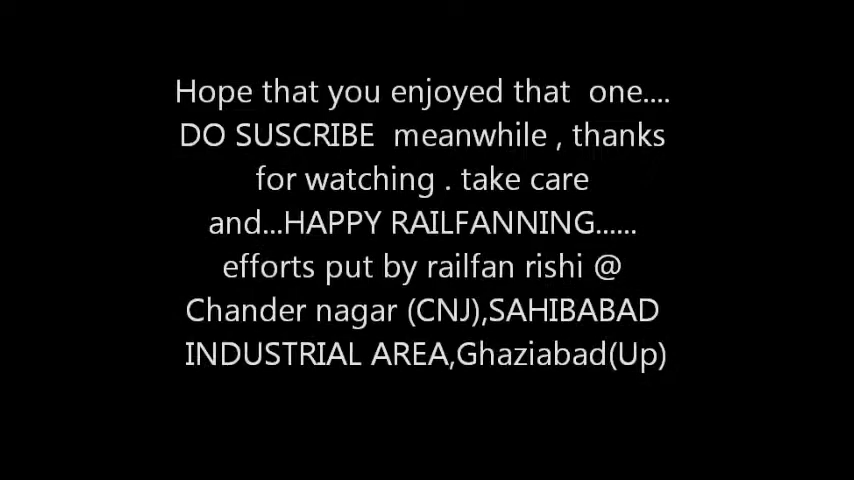 Hope that you enjoyed that  one....
DO SUSCRIBE  meanwhile , thanks
for watching . take care
and...HAPPY RAILFANNING......
efforts put by railfan rishi @
Chander nagar (CNJ),SAHIBABAD
INDUSTRIAL AREA,Ghaziabad(Up)